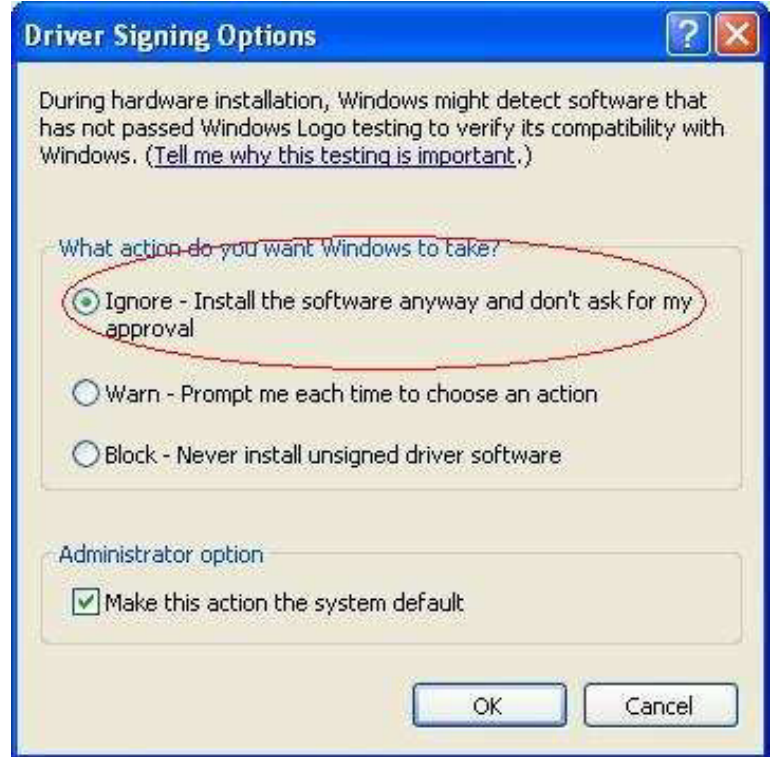 Driver Signing Options
During hardware installation, Windows might detect software that
has not passed Windows Logo testing to verify its compatibility with
Windows. (Tell me why this testing is important.)
What action do you want Windows to take?
Ignore - Install the software anyway and don't ask for my
approval
Warn - Prompt me each time to choose an action
Block - Never install unsigned driver software
Administrator option
Make this action the system default
OK Cancel